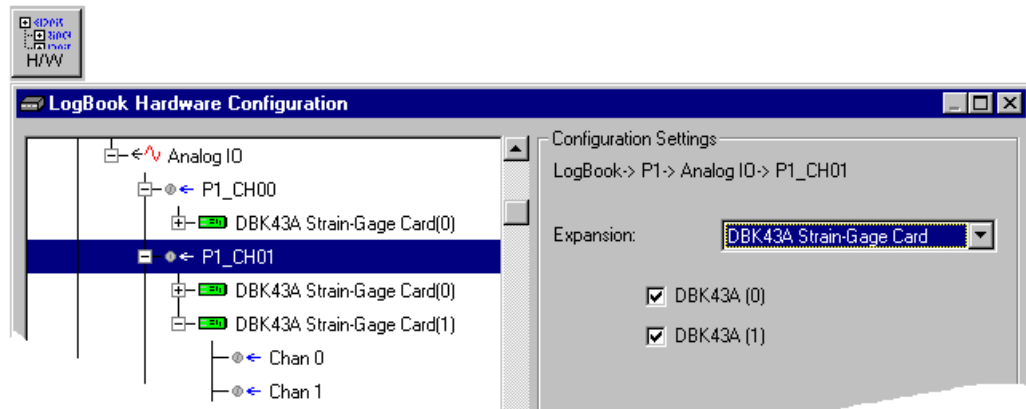 H/W
LogBook Hardware Configuration
Analog IO
P1_CH00
DBK43A Strain-Gage Card(0)
P1_CH01
DBK43A Strain-Gage Card(0)
DBK43A Strain-Gage Card(1)
Chan 0
Chan 1
Configuration Settings
LogBook-> P1-> Analog IO-> P1_CH01
Expansion: DBK43A Strain-Gage Card
DBK43A (0)
DBK43A (1)